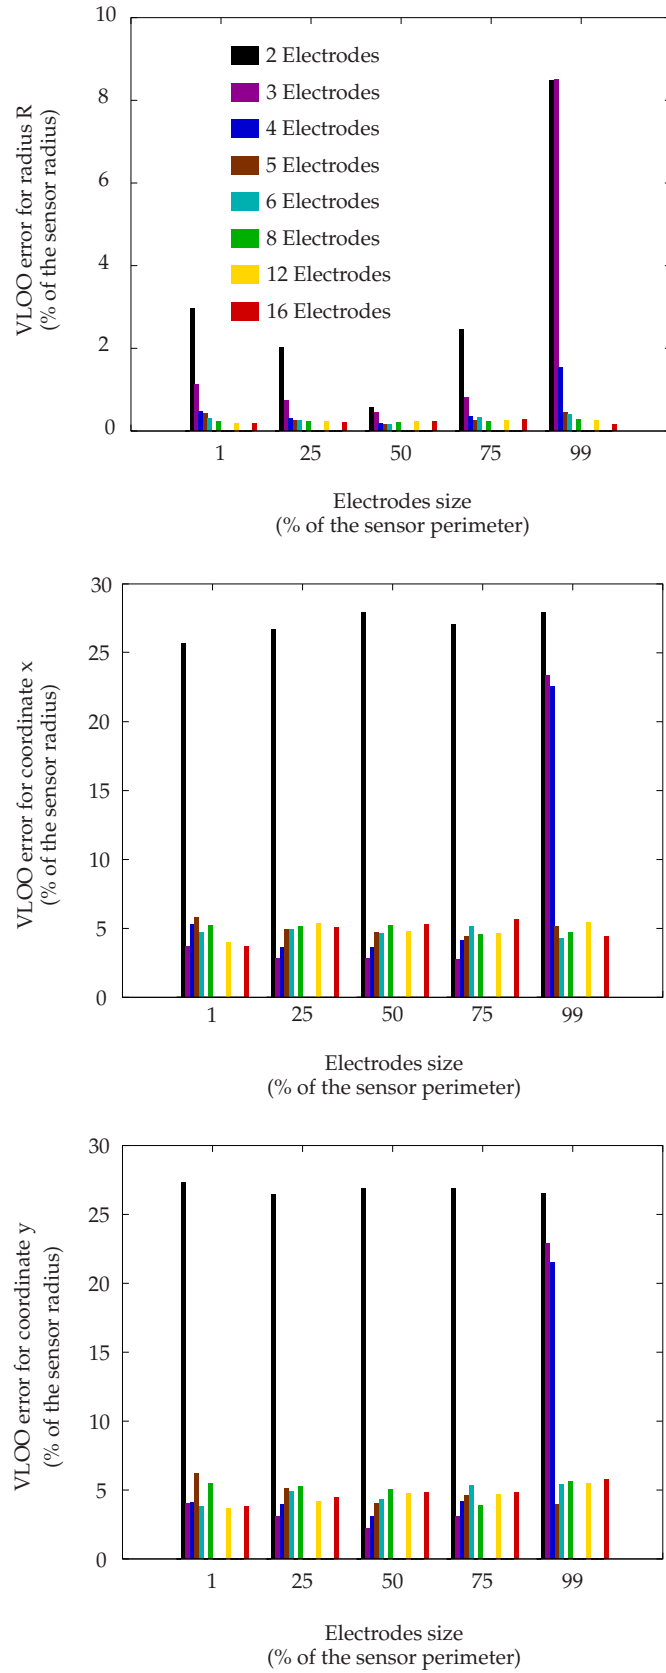 10
8
6
4
2
0
VLOO error for radius R
(% of the sensor radius)
2 Electrodes
3 Electrodes
4 Electrodes
5 Electrodes
6 Electrodes
8 Electrodes
12 Electrodes
16 Electrodes
1 25 50 75 99
Electrodes size
(% of the sensor perimeter)
30
25
20
15
10
5
0
VLOO error for coordinate x
(% of the sensor radius)
1 25 50 75 99
Electrodes size
(% of the sensor perimeter)
30
25
20
15
10
5
0
VLOO error for coordinate y
(% of the sensor radius)
1 25 50 75 99
Electrodes size
(% of the sensor perimeter)